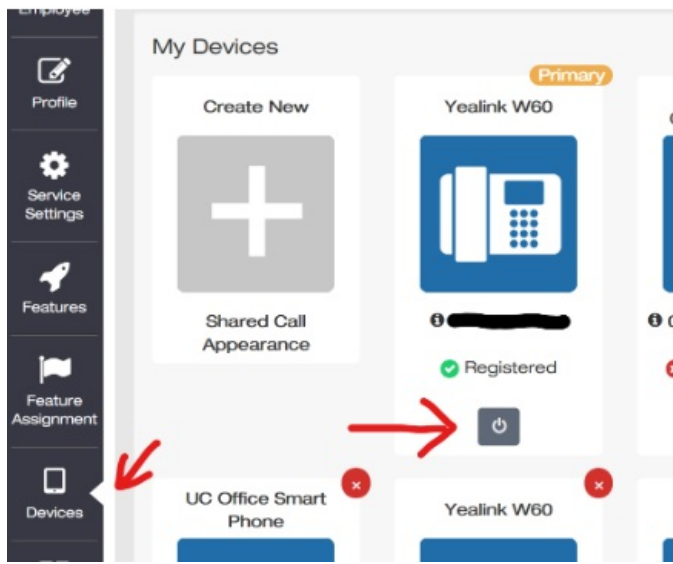 Employee
Profile
Service
Settings
Features
Feature
Assignment
Devices
My Devices
Create New
Shared Call
Appearance
Primary
Yealink W60
Registered
UC Office Smart
Phone
Yealink W60